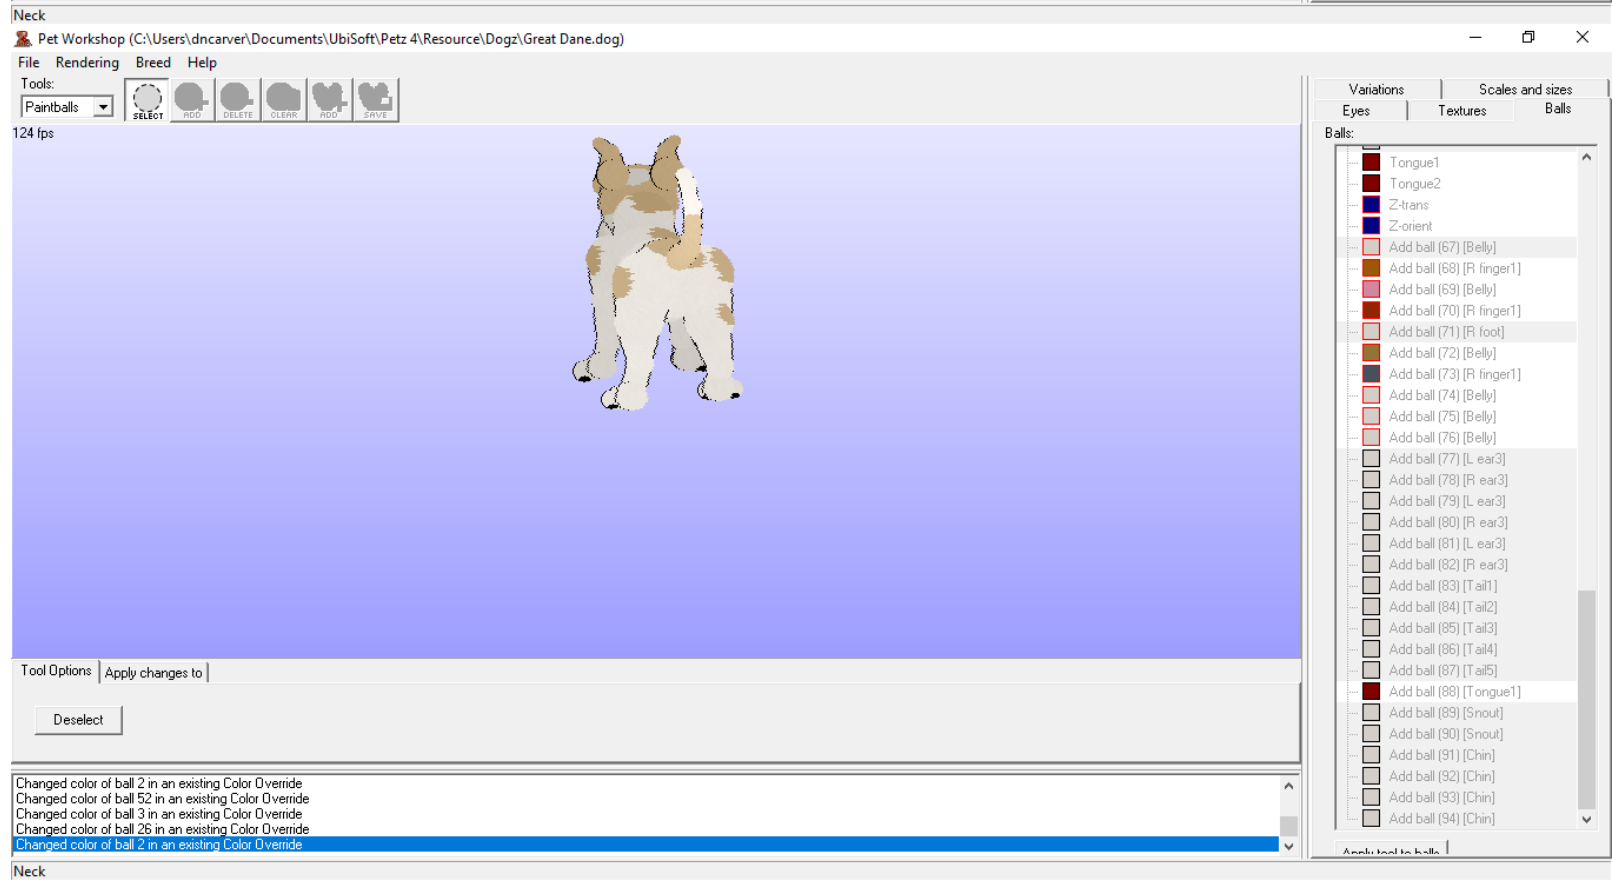 Neck
Pet Workshop (C:\Users\dncarver\Documents\UbiSoft\Petz 4\Resource\Dogz\Great Dane.dog)
File Rendering Breed Help
Tools:
Paintballs
SELECT ADD DELETE CLEAR ADD SAVE
124 fps
Variations Scales and sizes
Eyes Textures Balls
Balls:
Tongue1
Tongue2
Z-trans
Z-orient
Add ball (67) [Belly]
Add ball (68) [R finger1]
Add ball (69) [Belly]
Add ball (70) [R finger1]
Add ball (71) [R foot]
Add ball (72) [Belly]
Add ball (73) [R finger1]
Add ball (74) [Belly]
Add ball (75) [Belly]
Add ball (76) [Belly]
Add ball (77) [L ear3]
Add ball (78) [R ear3]
Add ball (79) [L ear3]
Add ball (80) [R ear3]
Add ball (81) [L ear3]
Add ball (82) [R ear3]
Add ball (83) [Tail1]
Add ball (84) [Tail2]
Add ball (85) [Tail3]
Add ball (86) [Tail4]
Add ball (87) [Tail5]
Add ball (88) [Tongue1]
Add ball (89) [Snout]
Add ball (90) [Snout]
Add ball (91) [Chin]
Add ball (92) [Chin]
Add ball (93) [Chin]
Add ball (94) [Chin]
Apply tool to balls
Tool Options Apply changes to
Deselect
Changed color of ball 2 in an existing Color Override
Changed color of ball 52 in an existing Color Override
Changed color of ball 3 in an existing Color Override
Changed color of ball 26 in an existing Color Override
Changed color of ball 2 in an existing Color Override
Neck